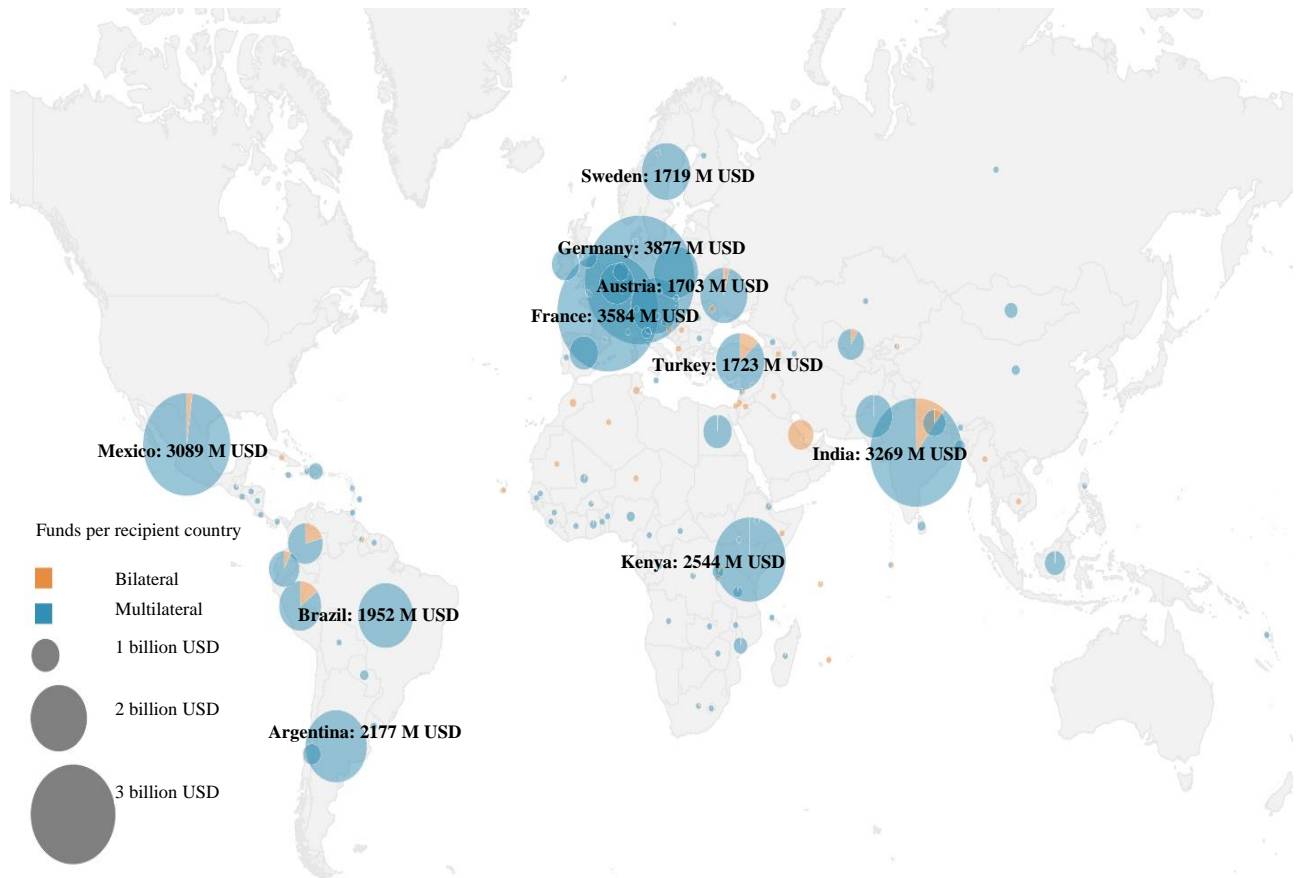 Sweden: 1719 M USD
Germany: 3877 M USD
Austria: 1703 M USD
France: 3584 M USD
Turkey: 1723 M USD
Mexico: 3089 M USD
India: 3269 M USD
Funds per recipient country
Bilateral
Multilateral
1 billion USD
2 billion USD
3 billion USD
Kenya: 2544 M USD
Brazil: 1952 M USD
Argentina: 2177 M USD